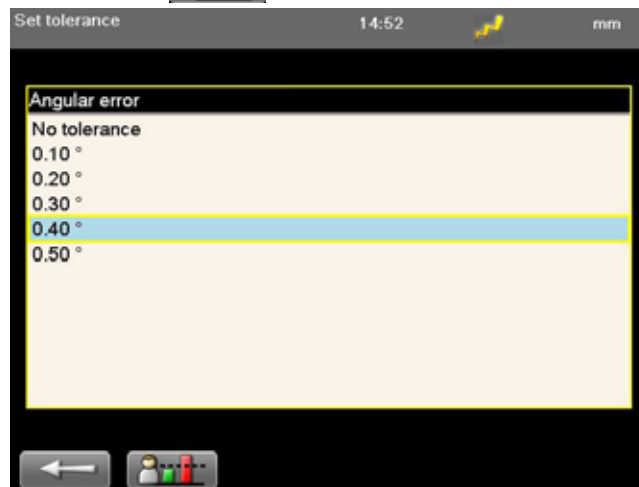 Set tolerance 14:52 mm
Angular error
No tolerance
0.10 °
0.20 °
0.30 °
0.40 °
0.50 °